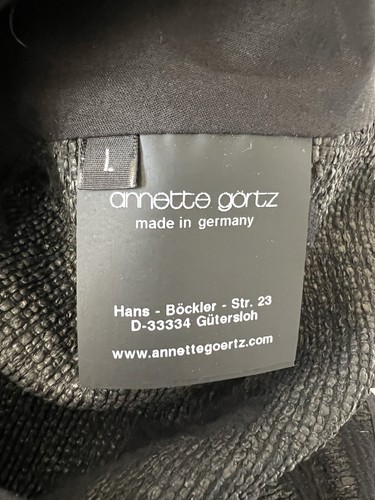 L
annette görtz
made in germany
Hans - Böckler - Str. 23
D-33334 Gütersloh
www.annettegoertz.com